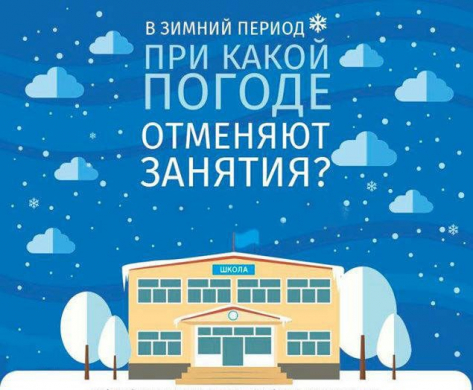 В ЗИМНИЙ ПЕРИОД
ПРИ КАКОЙ
ПОГОДЕ
ОТМЕНЯЮТ
ЗАНЯТИЯ?
ШКОЛА